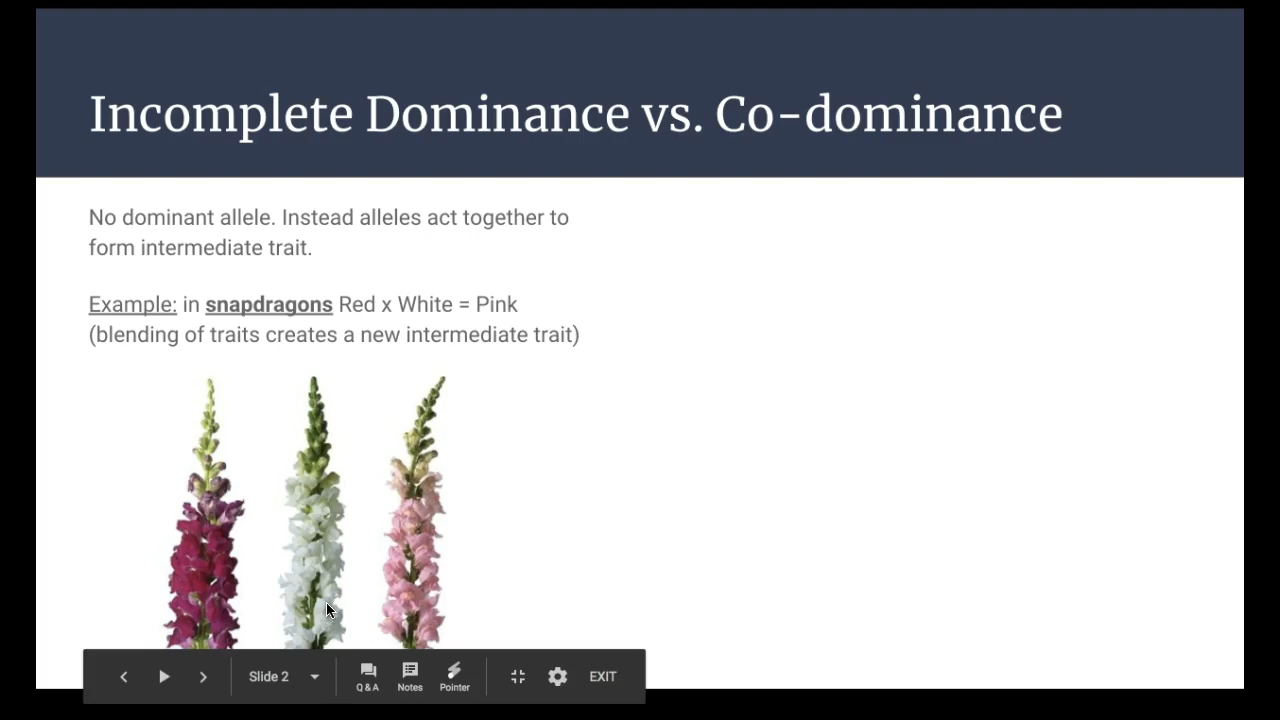 Incomplete Dominance vs. Co-dominance
No dominant allele. Instead alleles act together to
form intermediate trait.
Example: in snapdragons Red x White = Pink
(blending of traits creates a new intermediate trait)
Slide 2
Q & A
Notes
Pointer
EXIT